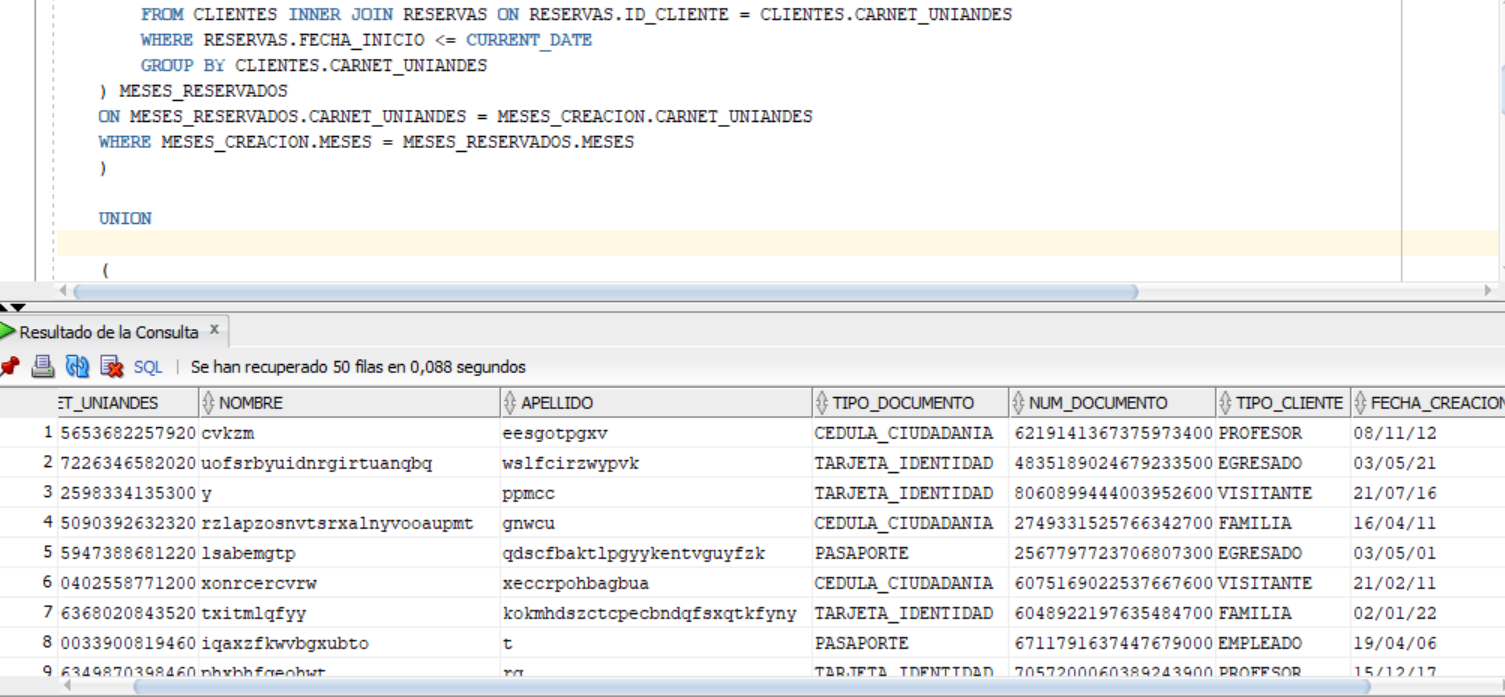 FROM CLIENTES INNER JOIN RESERVAS ON RESERVAS.ID_CLIENTE = CLIENTES.CARNET_UNIANDES
WHERE RESERVAS.FECHA_INICIO <= CURRENT_DATE
GROUP BY CLIENTES.CARNET_UNIANDES
) MESES_RESERVADOS
ON MESES_RESERVADOS.CARNET_UNIANDES = MESES_CREACION.CARNET_UNIANDES
WHERE MESES_CREACION.MESES = MESES_RESERVADOS.MESES
)
UNION
(
Resultado de la Consulta x
SQL | Se han recuperado 50 filas en 0,088 segundos
ET_UNIANDES NOMBRE APELLIDO TIPO_DOCUMENTO NUM_DOCUMENTO TIPO_CLIENTE FECHA_CREACION
1 5653682257920 cvkzm eesgotpgxv CEDULA_CIUDADANIA 6219141367375973400 PROFESOR 08/11/12
2 7226346582020 uofsrbyuidnrgirtuanqbq wslfcirzwypvk TARJETA_IDENTIDAD 4835189024679233500 EGRESADO 03/05/21
3 2598334135300 y ppmcc TARJETA_IDENTIDAD 8060899444003952600 VISITANTE 21/07/16
4 5090392632320 rzlapzosnvtsrxalnyvooaupmt gnwcu CEDULA_CIUDADANIA 2749331525766342700 FAMILIA 16/04/11
5 5947388681220 lsabemgtp qdscfbaktlpgyykentvguyfzk PASAPORTE 2567797723706807300 EGRESADO 03/05/01
6 0402558771200 xonrcercvrw xeccrpohbagbua CEDULA_CIUDADANIA 6075169022537667600 VISITANTE 21/02/11
7 6368020843520 txitmlqfyy kokmhdszctcpecbndqfsxqtkfyny TARJETA_IDENTIDAD 6048922197635484700 FAMILIA 02/01/22
8 0033900819460 iqaxzfkwvbgxubto t PASAPORTE 6711791637447679000 EMPLEADO 19/04/06
9 6349870398460 phxbhfgeohwt rg TARJETA_IDENTIDAD 7057200060389243900 PROFESOR 15/12/17